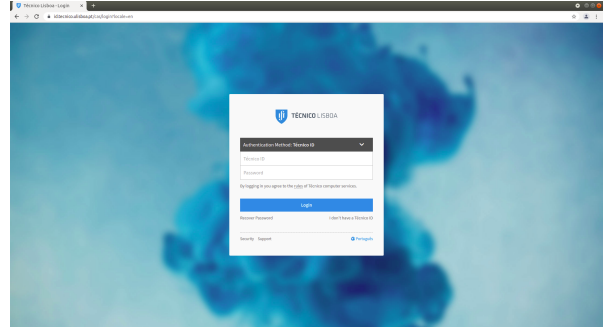 Técnico Lisboa - Login
id.tecnico.ulisboa.pt/cas/login?locale=en
TÉCNICO LISBOA
Authentication Method: Técnico ID
Técnico ID
Password
By logging in you agree to the rules of Técnico computer services.
Login
Recover Password I don't have a Técnico ID
Security Support Português